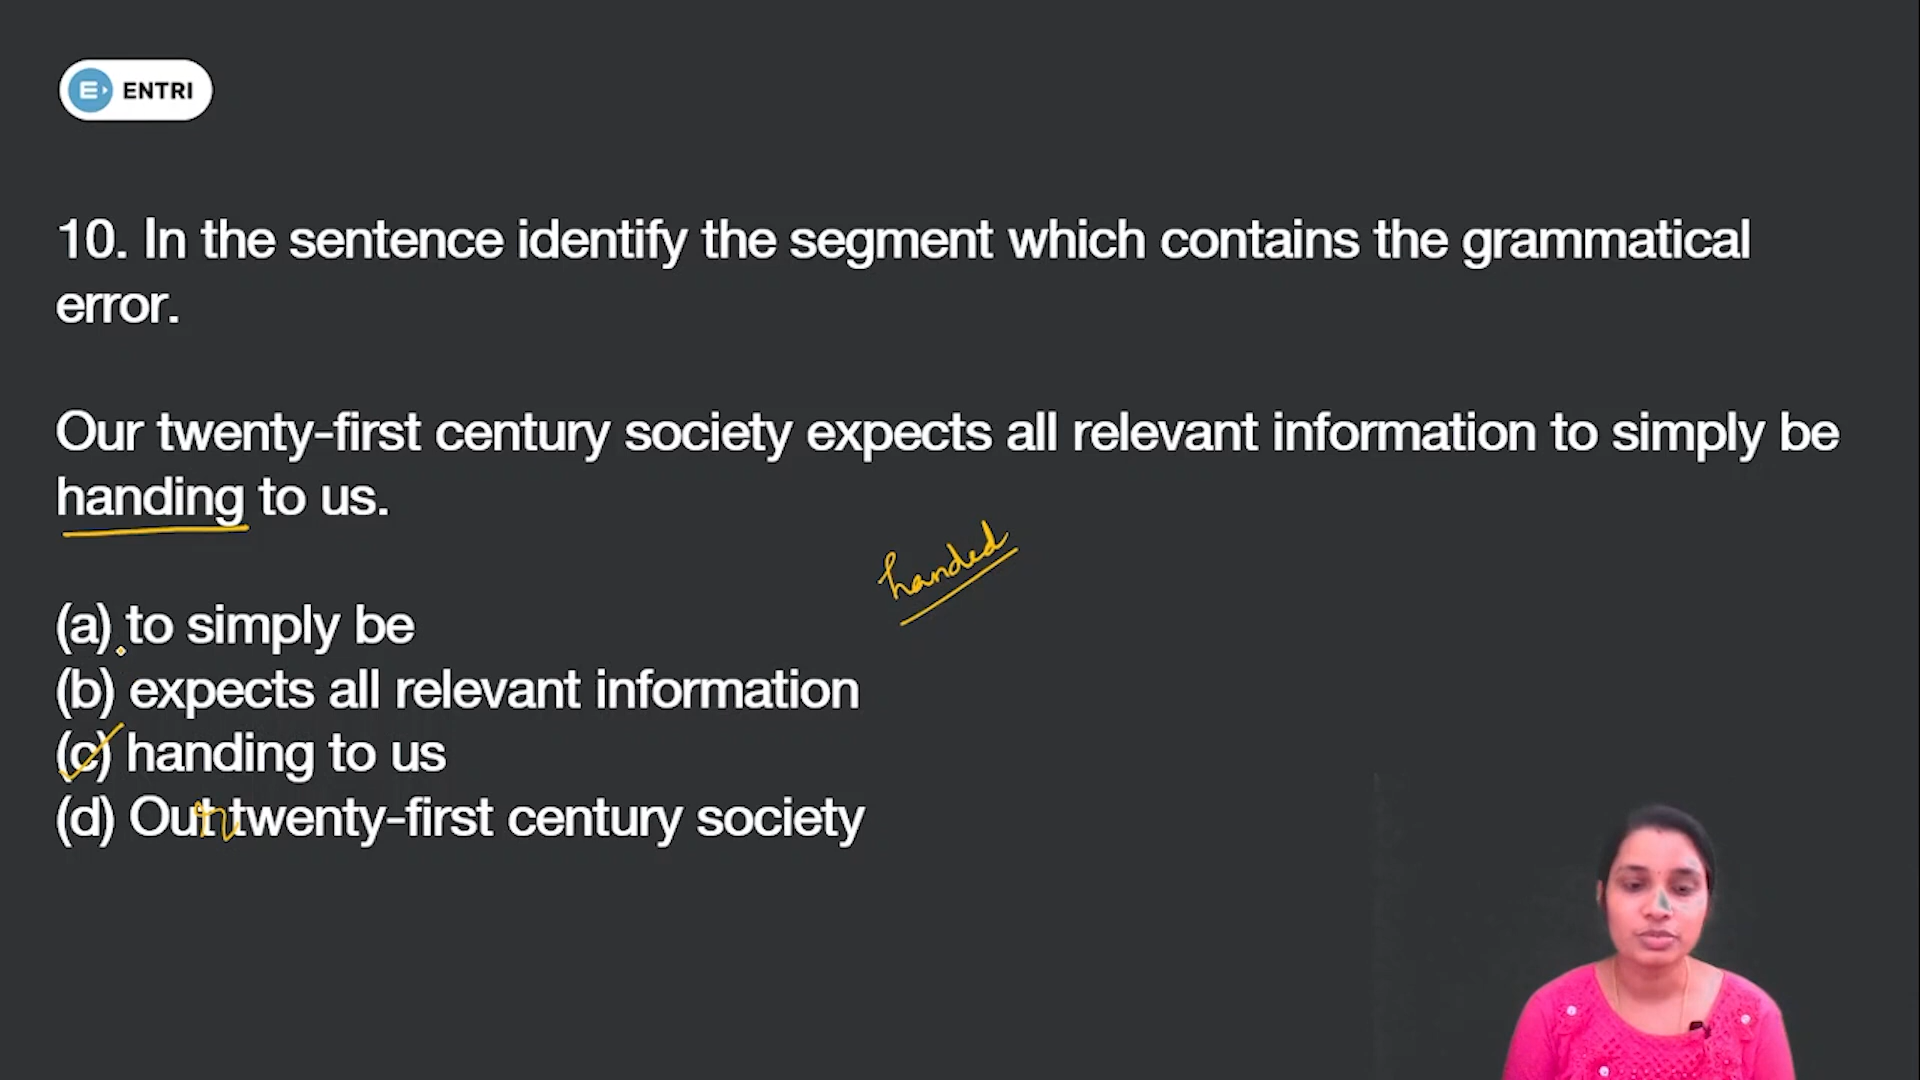 ENTRI
10. In the sentence identify the segment which contains the grammatical
error.
Our twenty-first century society expects all relevant information to simply be
handing to us.
handed
(a) to simply be
(b) expects all relevant information
(c) handing to us
(d) Out twenty-first century society